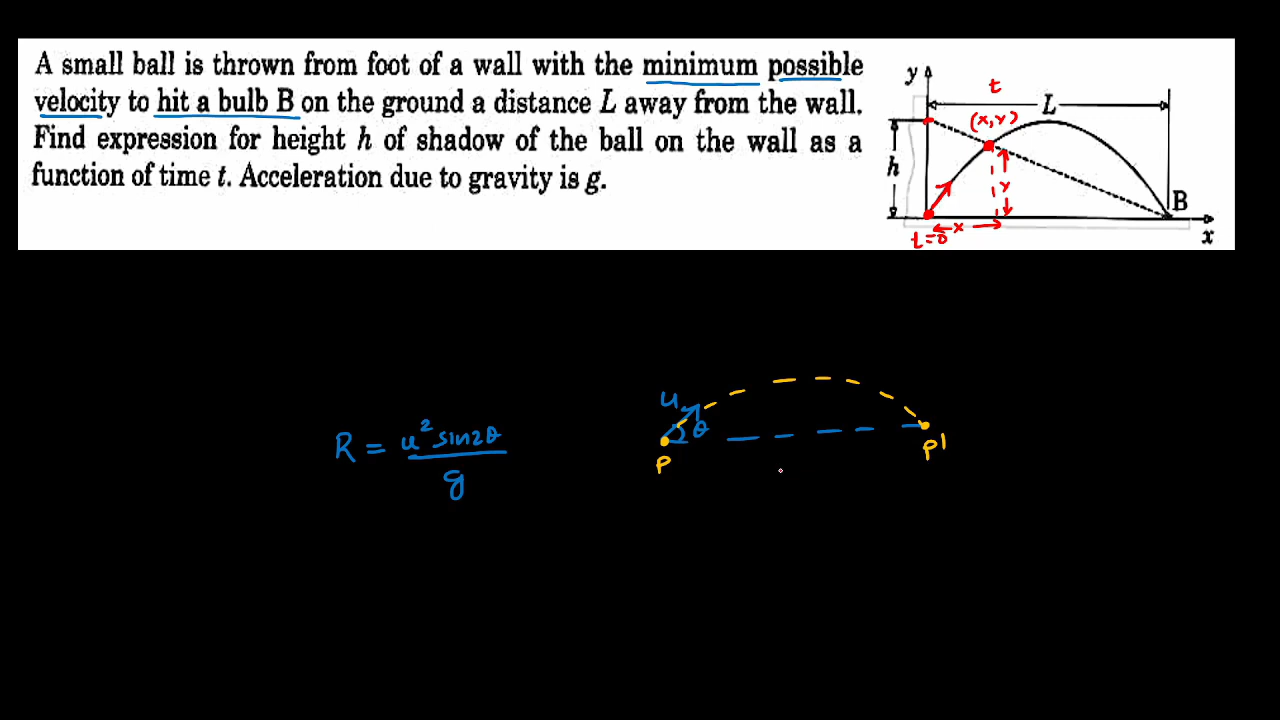 A small ball is thrown from foot of a wall with the minimum possible
velocity to hit a bulb B on the ground a distance L away from the wall.
Find expression for height h of shadow of the ball on the wall as a
function of time t. Acceleration due to gravity is g.
y
t
L
(x,y)
h
y
B
t=0
x
x
R = u² sin2θ
g
u
θ
P
P1